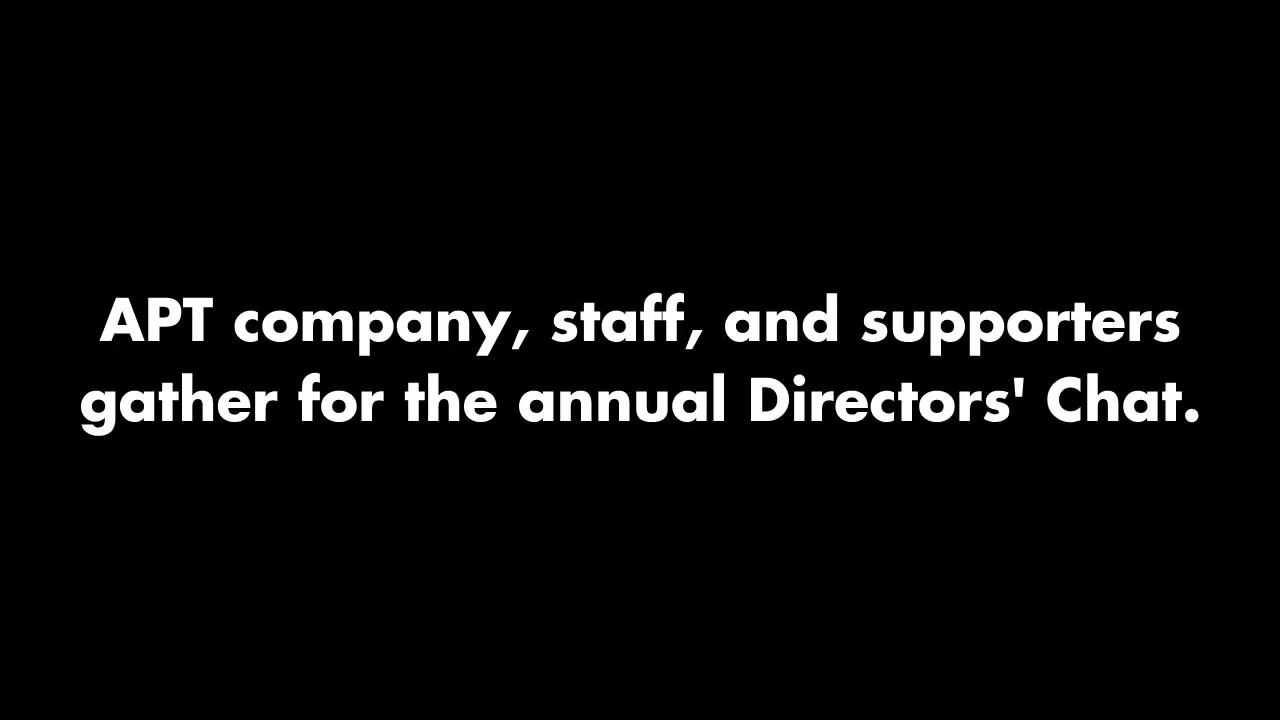 APT company, staff, and supporters
gather for the annual Directors' Chat.